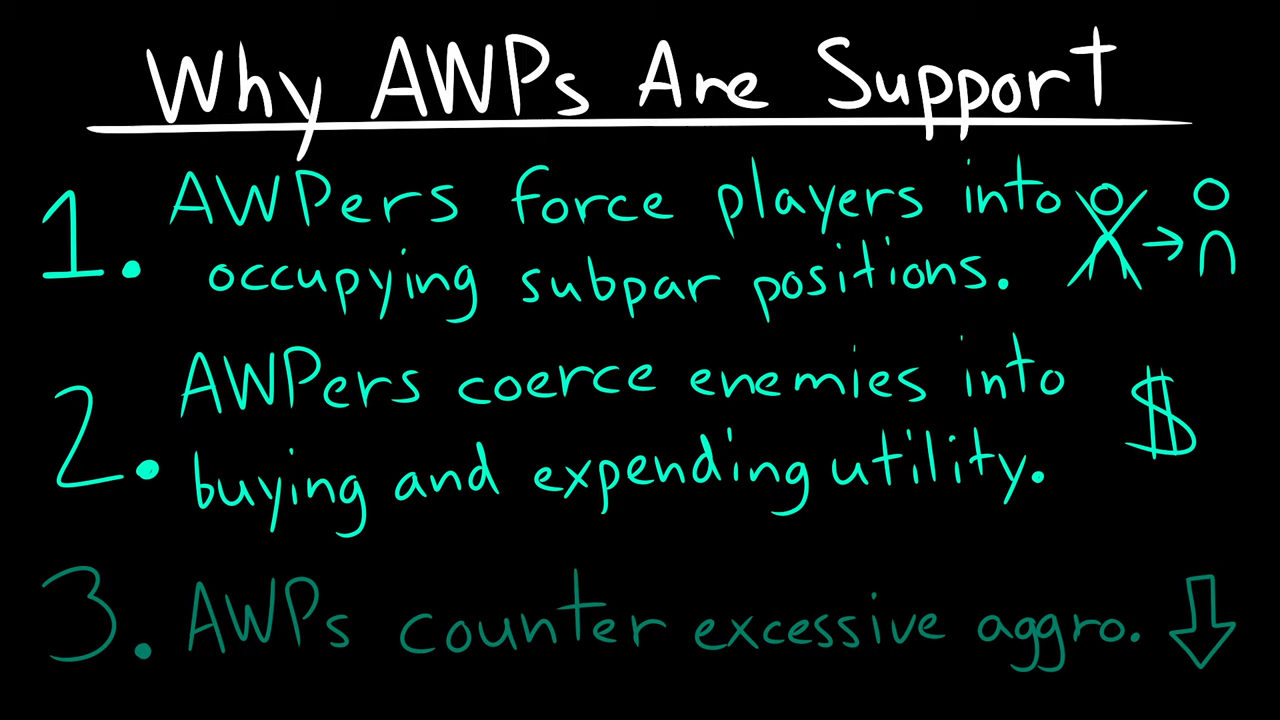 Why AWPs Are Support
1. AWPers force players into
occupying subpar positions.
2. AWPers coerce enemies into
buying and expending utility.
$
3. AWPs counter excessive aggro.